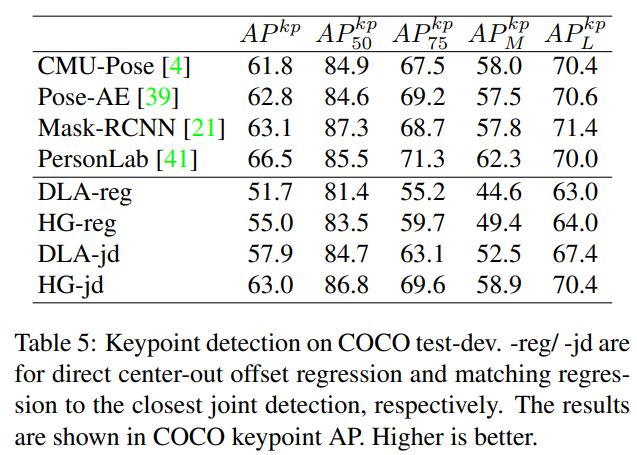 AP^kp AP^kp_50 AP^kp_75 AP^kp_M AP^kp_L
CMU-Pose [4] 61.8 84.9 67.5 58.0 70.4
Pose-AE [39] 62.8 84.6 69.2 57.5 70.6
Mask-RCNN [21] 63.1 87.3 68.7 57.8 71.4
PersonLab [41] 66.5 85.5 71.3 62.3 70.0
DLA-reg 51.7 81.4 55.2 44.6 63.0
HG-reg 55.0 83.5 59.7 49.4 64.0
DLA-jd 57.9 84.7 63.1 52.5 67.4
HG-jd 63.0 86.8 69.6 58.9 70.4
Table 5: Keypoint detection on COCO test-dev. -reg/ -jd are
for direct center-out offset regression and matching regres-
sion to the closest joint detection, respectively. The results
are shown in COCO keypoint AP. Higher is better.